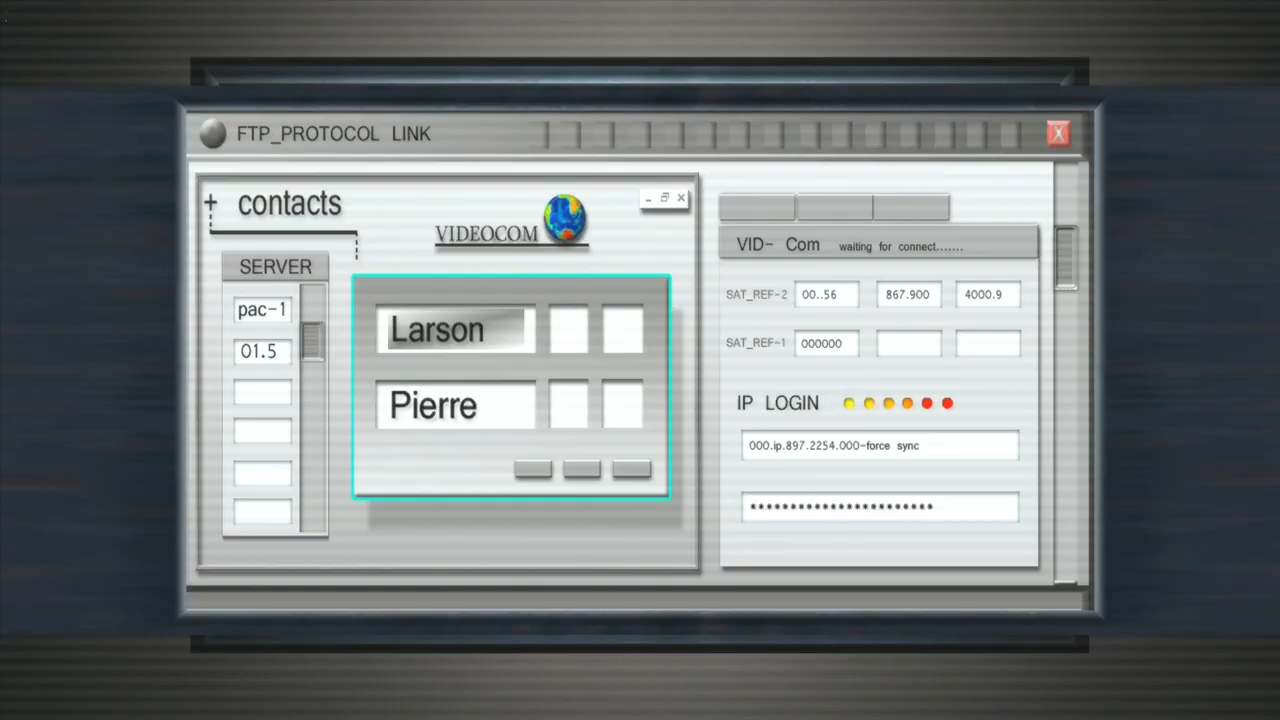 FTP_PROTOCOL LINK
X
+ contacts
VIDEOCOM
SERVER
pac-1
01.5
Larson
Pierre
VID- Com waiting for connect.......
SAT_REF-2 00..56 867.900 4000.9
SAT_REF-1 000000
IP LOGIN
000.ip.897.2254.000-force sync
***********************